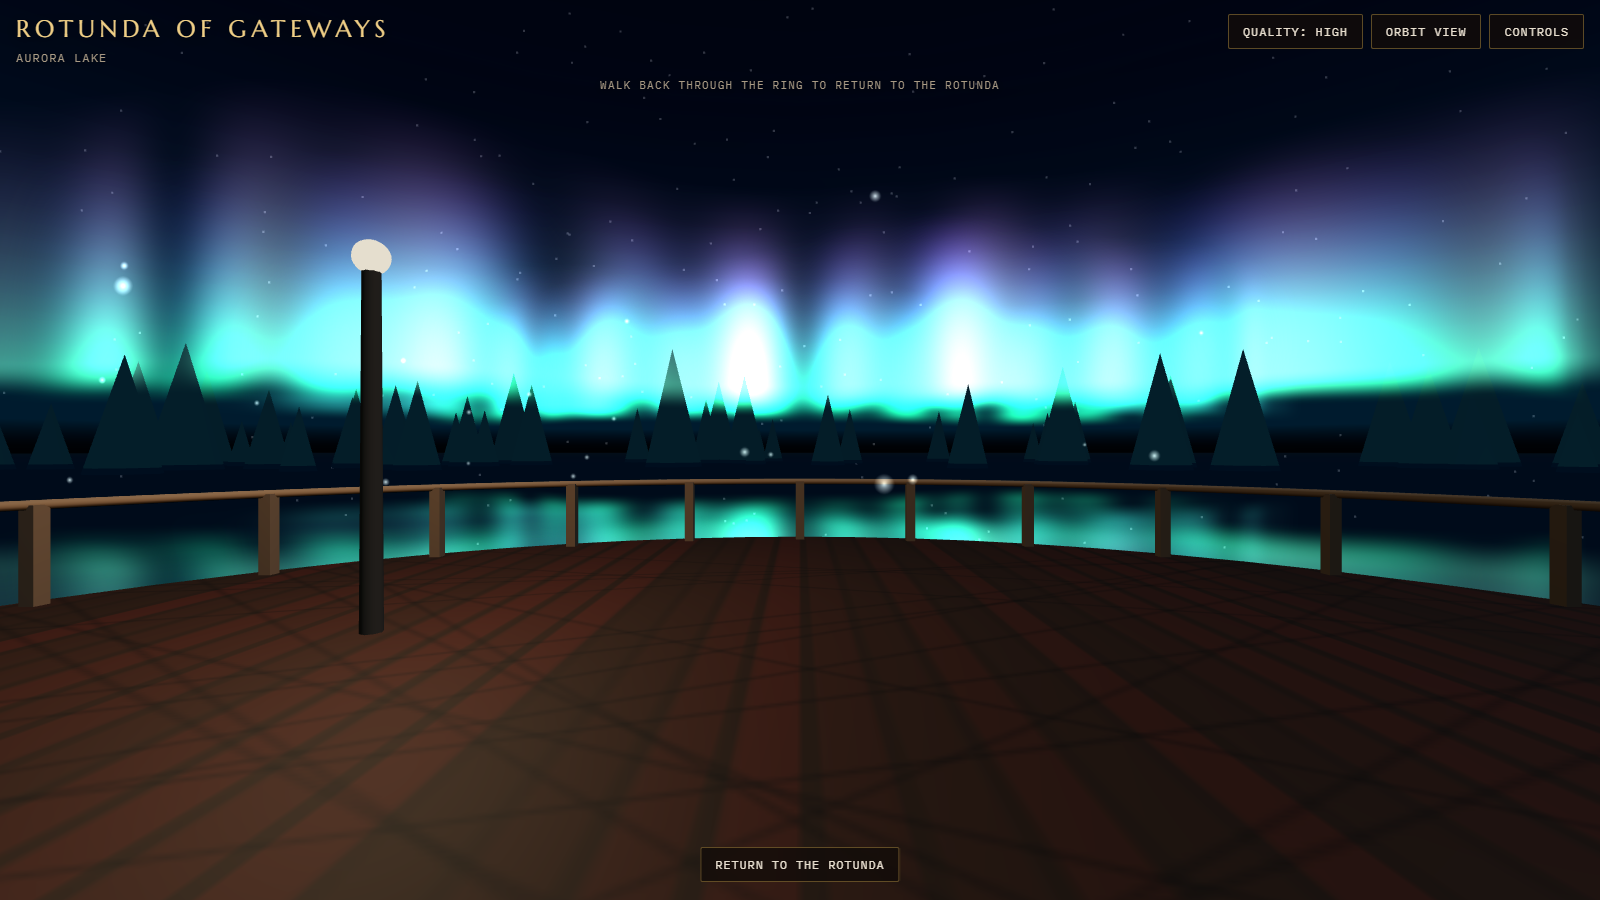 ROTUNDA OF GATEWAYS
AURORA LAKE
QUALITY: HIGH
ORBIT VIEW
CONTROLS
WALK BACK THROUGH THE RING TO RETURN TO THE ROTUNDA
RETURN TO THE ROTUNDA